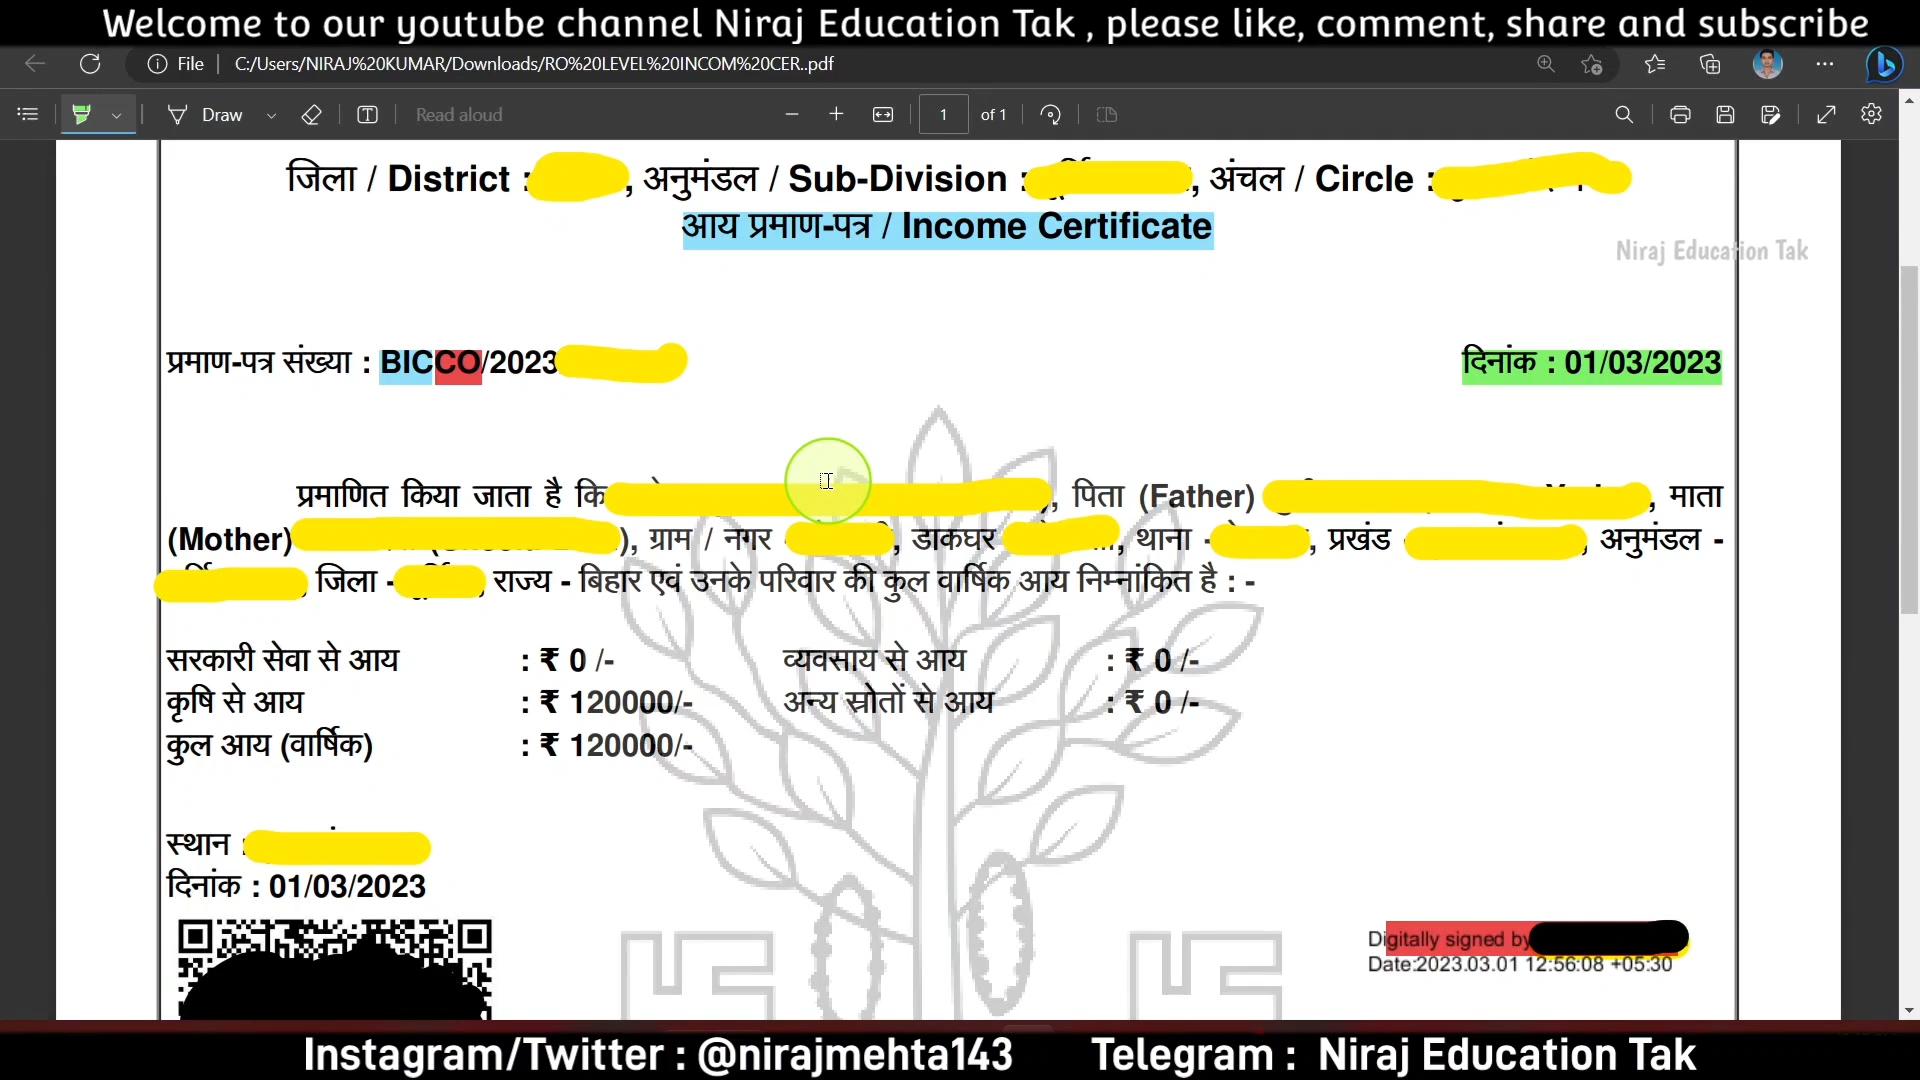 Welcome to our youtube channel Niraj Education Tak , please like, comment, share and subscribe
File C:/Users/NIRAJ%20KUMAR/Downloads/RO%20LEVEL%20INCOM%20CER..pdf
Draw Read aloud 1 of 1
जिला / District : , अनुमंडल / Sub-Division : , अंचल / Circle :
आय प्रमाण-पत्र / Income Certificate
Niraj Education Tak
प्रमाण-पत्र संख्या : BICCO/2023 दिनांक : 01/03/2023
प्रमाणित किया जाता है कि , पिता (Father) , माता
(Mother) ), ग्राम / नगर - , डाकघर , थाना - , प्रखंड , अनुमंडल -
, जिला - , राज्य - बिहार एवं उनके परिवार की कुल वार्षिक आय निम्नांकित है : -
सरकारी सेवा से आय : ₹ 0 /- व्यवसाय से आय : ₹ 0 /-
कृषि से आय : ₹ 120000/- अन्य स्रोतों से आय : ₹ 0 /-
कुल आय (वार्षिक) : ₹ 120000/-
स्थान :
दिनांक : 01/03/2023
Digitally signed by
Date:2023.03.01 12:56:08 +05:30
Instagram/Twitter : @nirajmehta143 Telegram : Niraj Education Tak